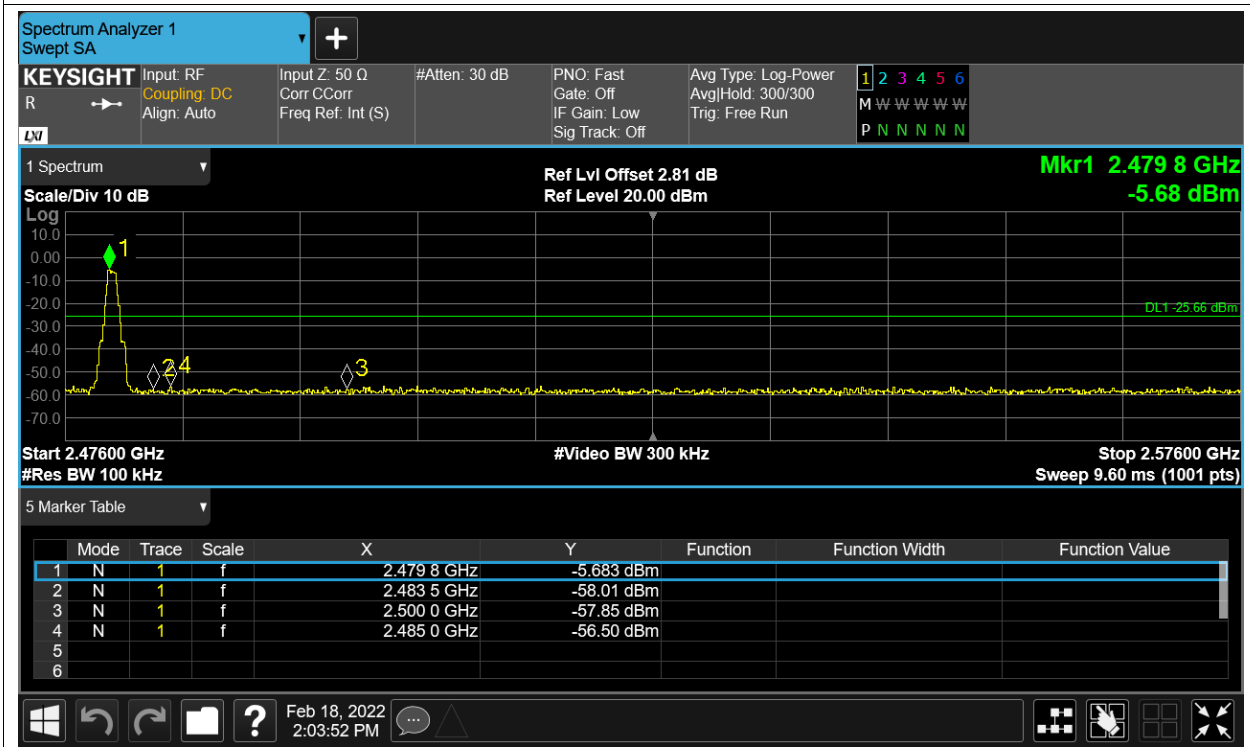 Spectrum Analyzer 1
Swept SA
+
KEYSIGHT Input: RF Input Z: 50 Ω #Atten: 30 dB PNO: Fast Avg Type: Log-Power 1 2 3 4 5 6
R Coupling: DC Corr CCorr Gate: Off Avg|Hold: 300/300 M W W W W W
Align: Auto Freq Ref: Int (S) IF Gain: Low Trig: Free Run
LXI Sig Track: Off P N N N N N
1 Spectrum Ref Lvl Offset 2.81 dB Mkr1 2.479 8 GHz
Scale/Div 10 dB Ref Level 20.00 dBm -5.68 dBm
Log
10.0
1
0.00
-10.0
-20.0
DL1 -25.66 dBm
-30.0
-40.0
2 4 3
-50.0
-60.0
-70.0
Start 2.47600 GHz #Video BW 300 kHz Stop 2.57600 GHz
#Res BW 100 kHz Sweep 9.60 ms (1001 pts)
5 Marker Table
Mode Trace Scale X Y Function Function Width Function Value
1 N 1 f 2.479 8 GHz -5.683 dBm
2 N 1 f 2.483 5 GHz -58.01 dBm
3 N 1 f 2.500 0 GHz -57.85 dBm
4 N 1 f 2.485 0 GHz -56.50 dBm
5
6
? Feb 18, 2022
2:03:52 PM